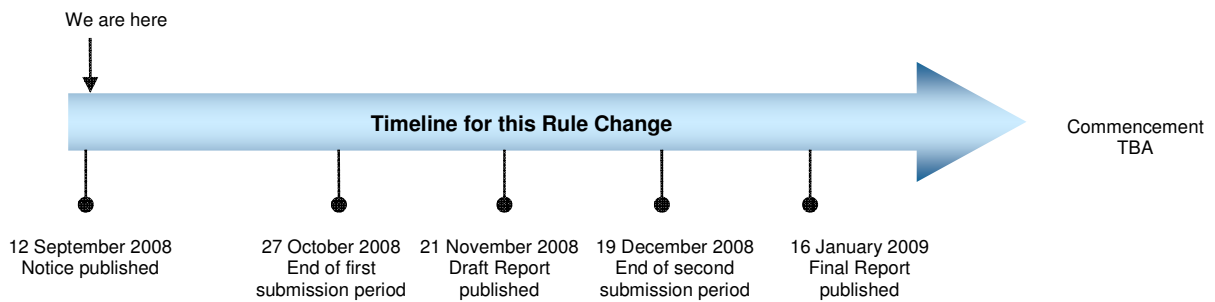 We are here
Timeline for this Rule Change
Commencement
TBA
12 September 2008
Notice published
27 October 2008
End of first
submission period
21 November 2008
Draft Report
published
19 December 2008
End of second
submission period
16 January 2009
Final Report
published